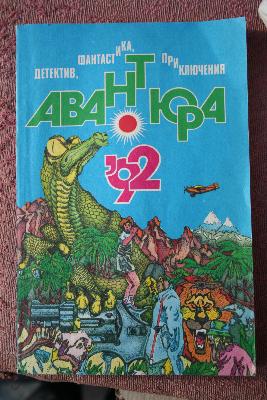 ДЕТЕКТИВ, ФАНТАСТИКА, ПРИКЛЮЧЕНИЯ
АВАНТЮРА
'92